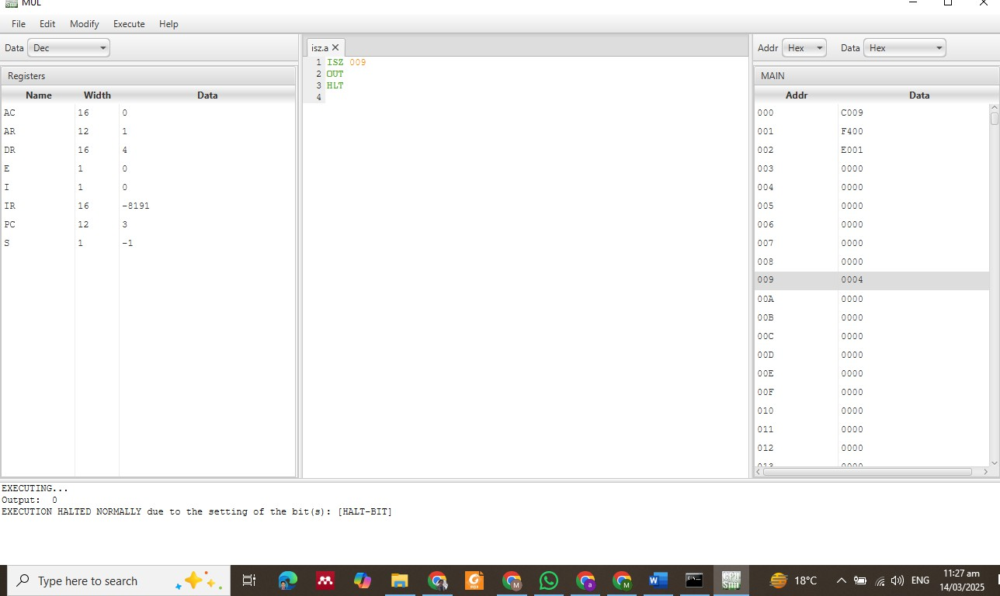 MUL
File Edit Modify Execute Help
Data Dec
isz.a
Addr Hex Data Hex
Registers
Name Width Data
AC 16 0
AR 12 1
DR 16 4
E 1 0
I 1 0
IR 16 -8191
PC 12 3
S 1 -1
1 ISZ 009
2 OUT
3 HLT
4
MAIN
Addr Data
000 C009
001 F400
002 E001
003 0000
004 0000
005 0000
006 0000
007 0000
008 0000
009 0004
00A 0000
00B 0000
00C 0000
00D 0000
00E 0000
00F 0000
010 0000
011 0000
012 0000
013 0000
EXECUTING...
Output: 0
EXECUTION HALTED NORMALLY due to the setting of the bit(s): [HALT-BIT]
Type here to search
18°C
ENG
11:27 am
14/03/2025